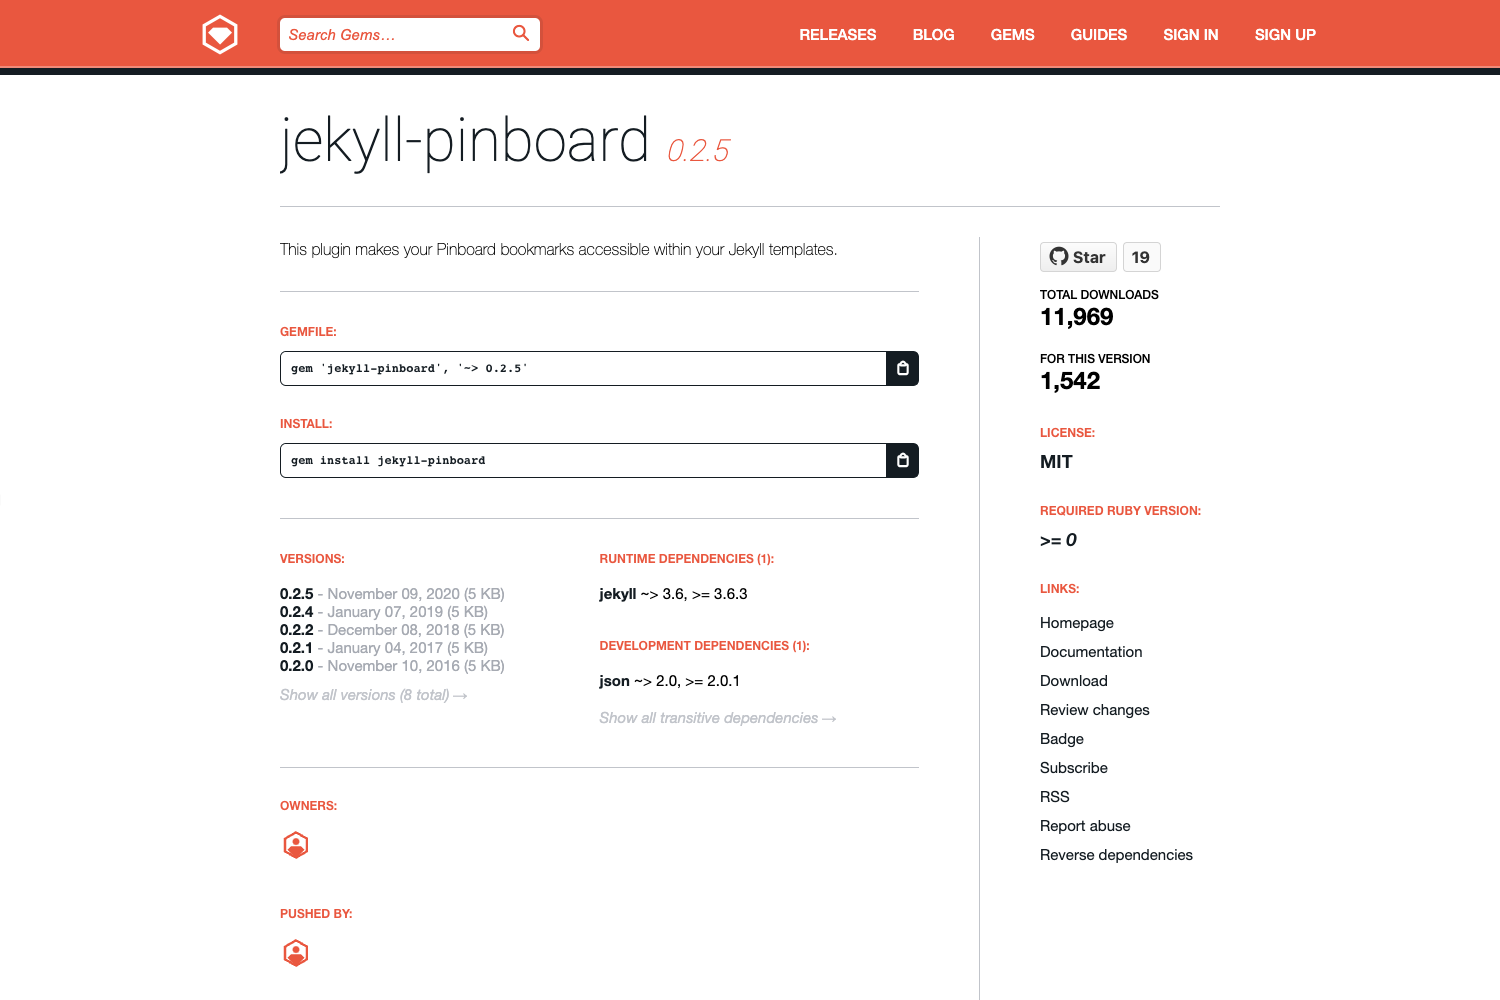 Search Gems…
RELEASES BLOG GEMS GUIDES SIGN IN SIGN UP
jekyll-pinboard 0.2.5
This plugin makes your Pinboard bookmarks accessible within your Jekyll templates.
GEMFILE:
gem 'jekyll-pinboard', '~> 0.2.5'
INSTALL:
gem install jekyll-pinboard
VERSIONS:
0.2.5 - November 09, 2020 (5 KB)
0.2.4 - January 07, 2019 (5 KB)
0.2.2 - December 08, 2018 (5 KB)
0.2.1 - January 04, 2017 (5 KB)
0.2.0 - November 10, 2016 (5 KB)
Show all versions (8 total) →
RUNTIME DEPENDENCIES (1):
jekyll ~> 3.6, >= 3.6.3
DEVELOPMENT DEPENDENCIES (1):
json ~> 2.0, >= 2.0.1
Show all transitive dependencies →
OWNERS:
PUSHED BY:
Star 19
TOTAL DOWNLOADS
11,969
FOR THIS VERSION
1,542
LICENSE:
MIT
REQUIRED RUBY VERSION:
>= 0
LINKS:
Homepage
Documentation
Download
Review changes
Badge
Subscribe
RSS
Report abuse
Reverse dependencies